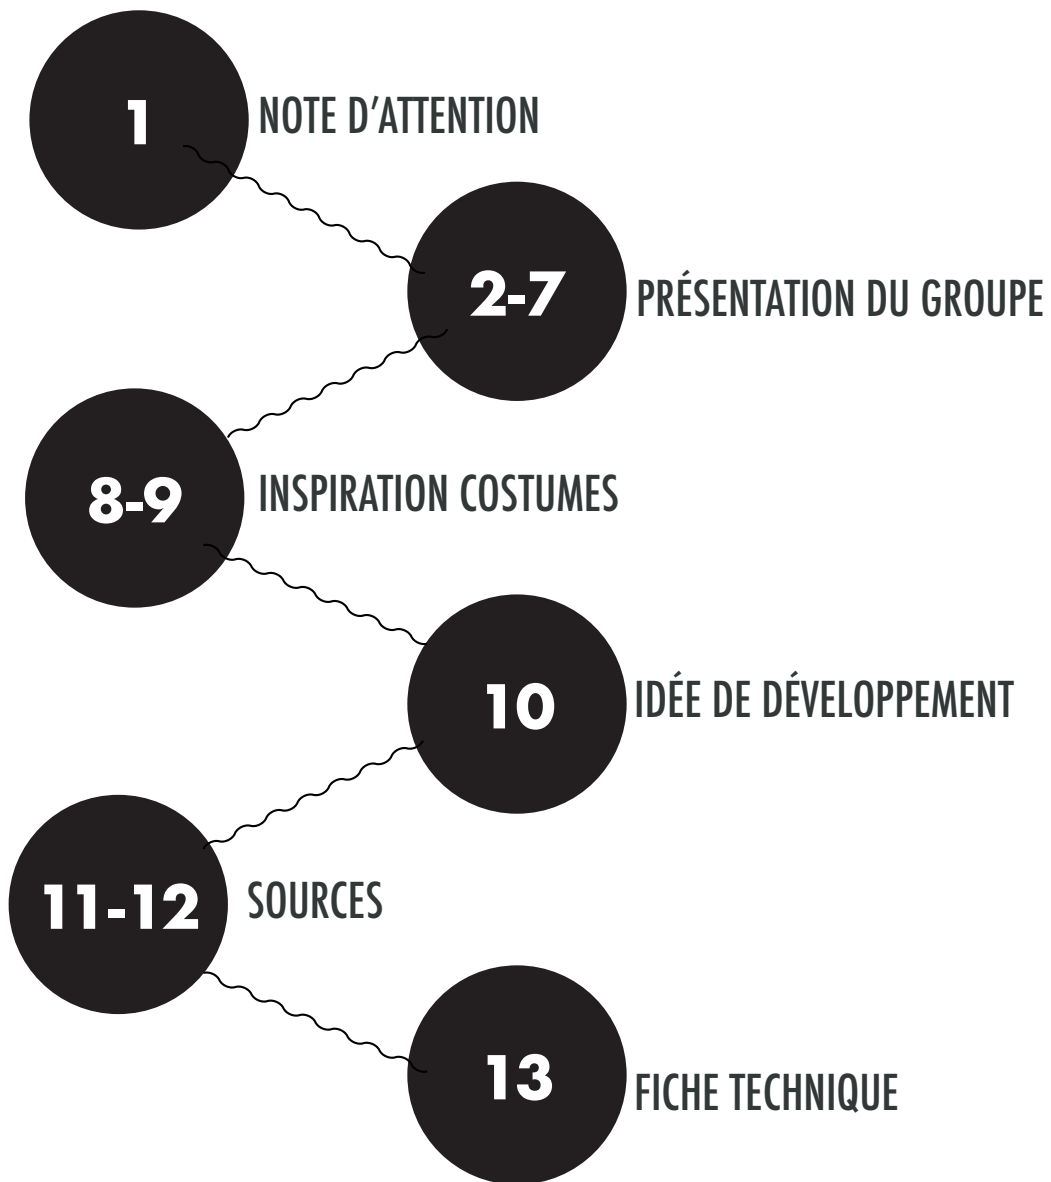 1
NOTE D'ATTENTION
2-7
PRÉSENTATION DU GROUPE
8-9
INSPIRATION COSTUMES
10
IDÉE DE DÉVELOPPEMENT
11-12
SOURCES
13
FICHE TECHNIQUE